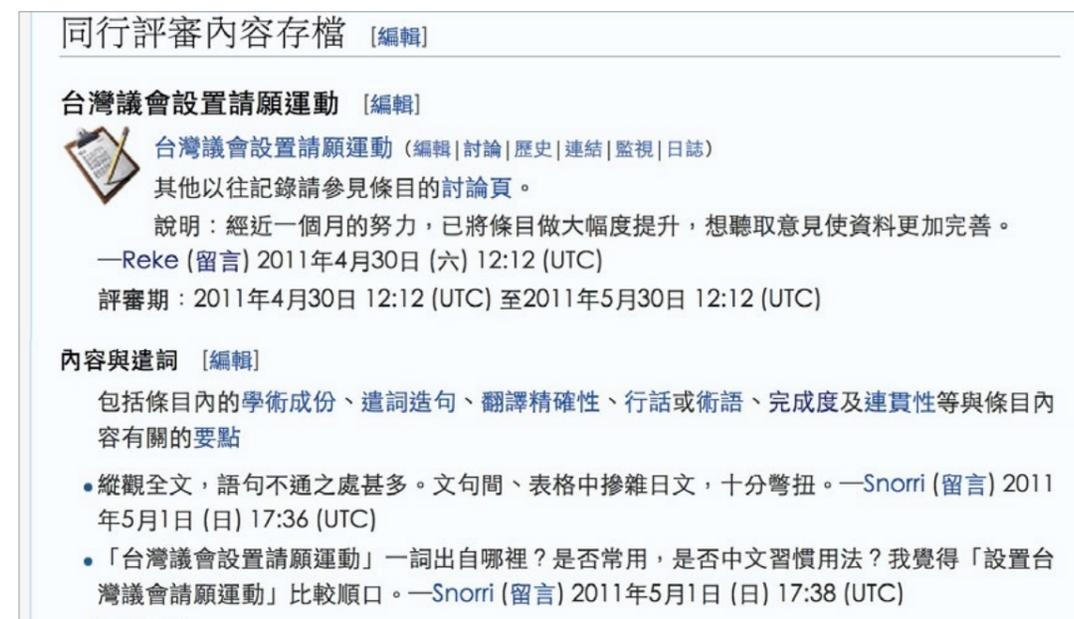 同行評審內容存檔 [編輯]
台灣議會設置請願運動 [編輯]
台灣議會設置請願運動（編輯|討論|歷史|連結|監視|日誌）
其他以往記錄請參見條目的討論頁。
說明：經近一個月的努力，已將條目做大幅度提升，想聽取意見使資料更加完善。
—Reke (留言) 2011年4月30日 (六) 12:12 (UTC)
評審期：2011年4月30日 12:12 (UTC) 至2011年5月30日 12:12 (UTC)
內容與遣詞 [編輯]
包括條目內的學術成份、遣詞造句、翻譯精確性、行話或術語、完成度及連貫性等與條目內
容有關的要點
•縱觀全文，語句不通之處甚多。文句間、表格中摻雜日文，十分彆扭。—Snorri (留言) 2011
年5月1日 (日) 17:36 (UTC)
•「台灣議會設置請願運動」一詞出自哪裡？是否常用，是否中文習慣用法？我覺得「設置台
灣議會請願運動」比較順口。—Snorri (留言) 2011年5月1日 (日) 17:38 (UTC)